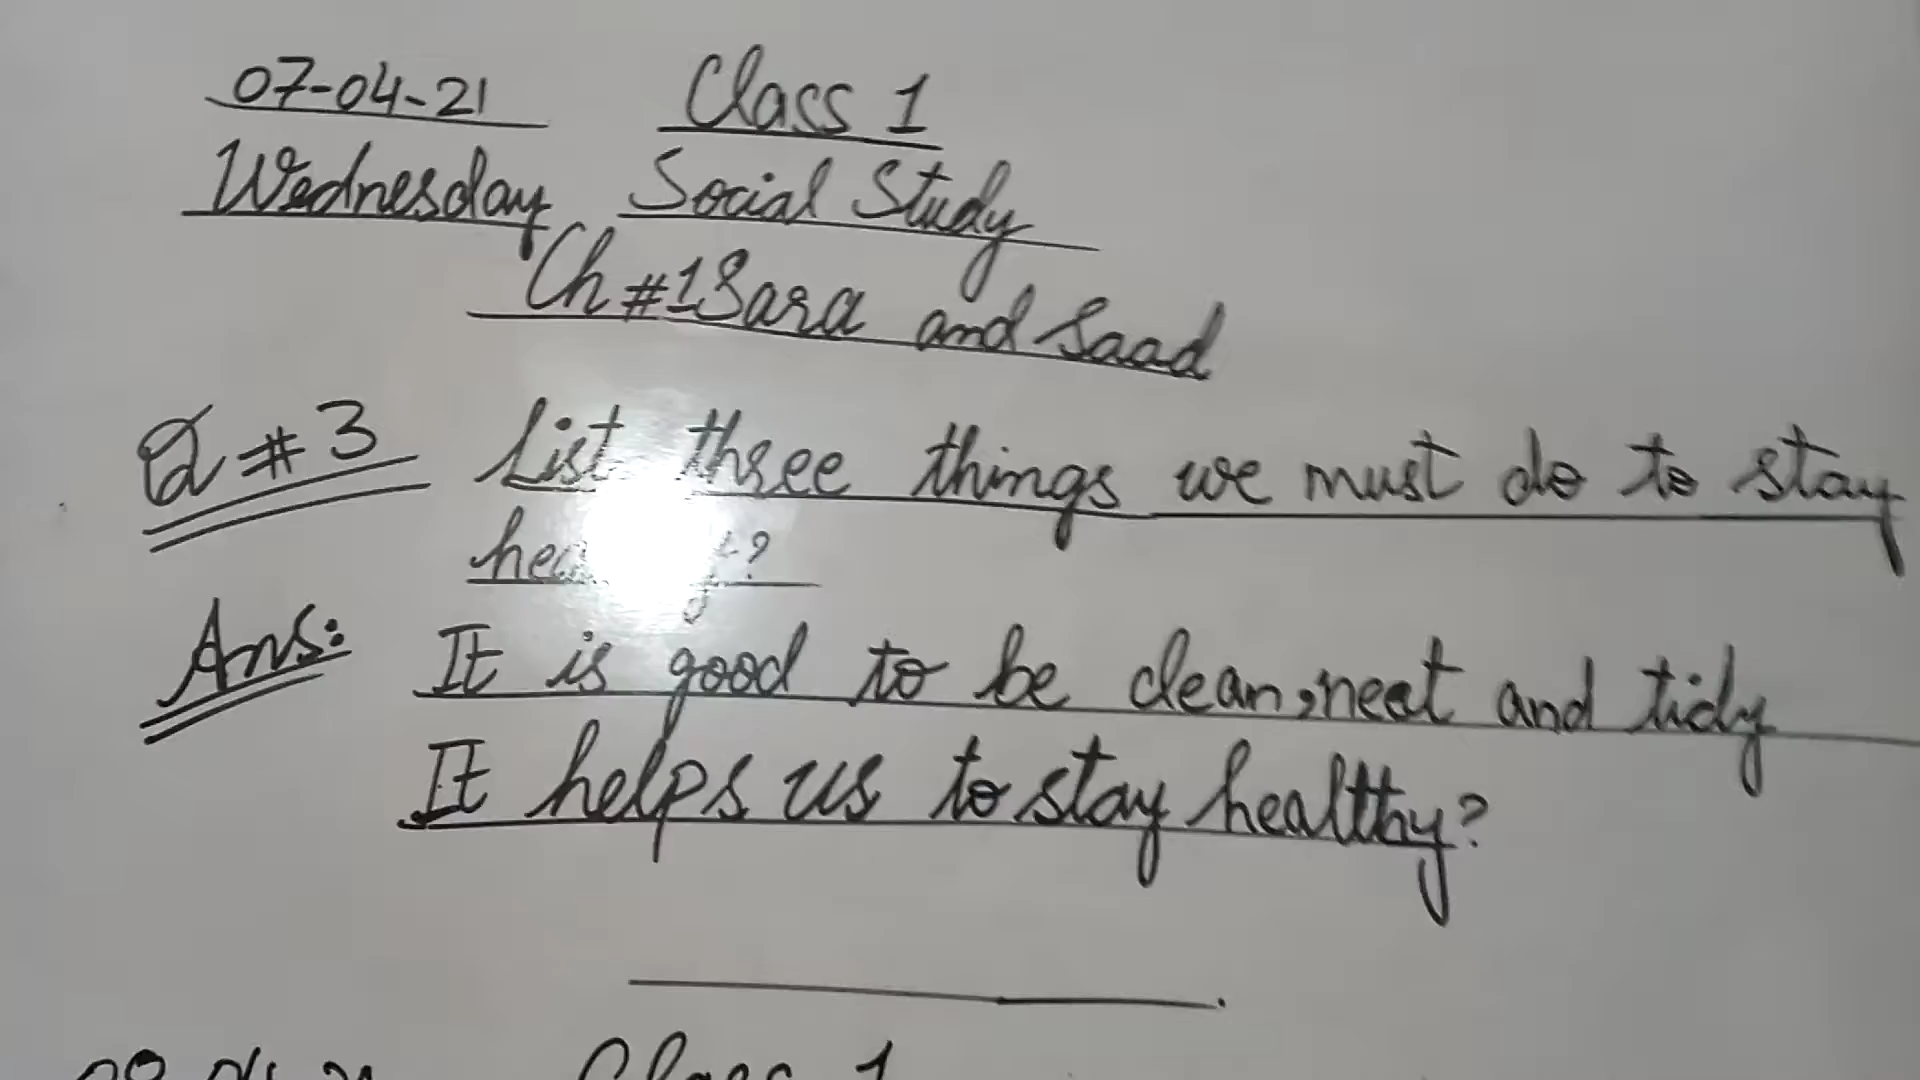 07-04-21 Class 1
Wednesday Social Study
Ch #1 Sara and Saad
Q #3 List three things we must do to stay
Ans: It is good to be clean, neat and tidy
It helps us to stay healthy?
Class 1